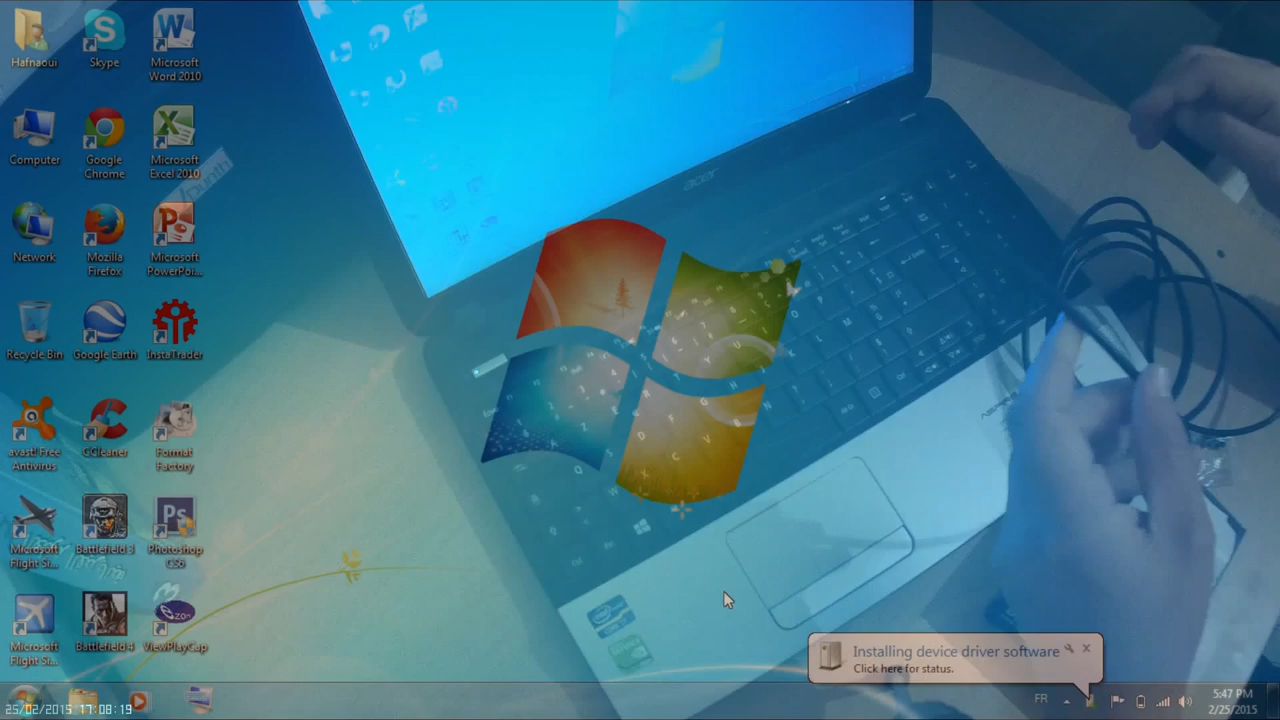 Hafnaoui
Skype
Microsoft
Word 2010
Computer
Google
Chrome
Microsoft
Excel 2010
Network
Mozilla
Firefox
Microsoft
PowerPoi...
Recycle Bin
Google Earth
InstaTrader
avast! Free
Antivirus
CCleaner
Format
Factory
Microsoft
Flight Si...
Battlefield 3
Photoshop
CS6
Microsoft
Flight Si...
Battlefield 4
ViewPlayCap
acer
Installing device driver software
Click here for status.
FR
5:47 PM
2/25/2015
25/02/2015 17:08:19